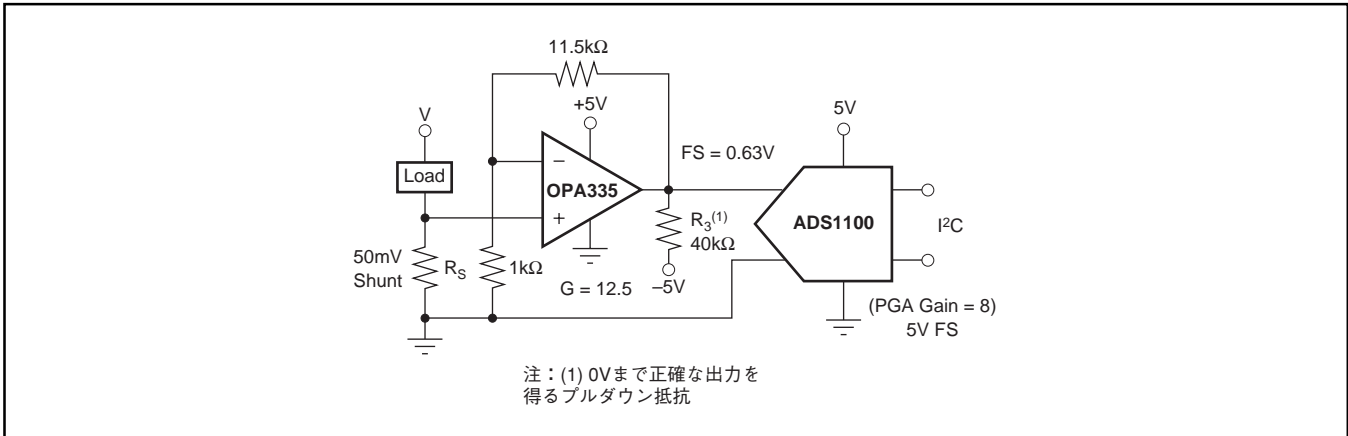 11.5kΩ
+5V
V
Load
−
OPA335
+
FS = 0.63V
5V
ADS1100
I²C
R₃⁽¹⁾
40kΩ
−5V
50mV
Shunt
R_S
1kΩ
G = 12.5
(PGA Gain = 8)
5V FS
注：(1) 0Vまで正確な出力を
得るプルダウン抵抗